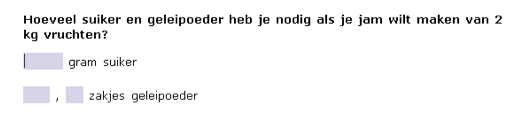 Hoeveel suiker en geleipoeder heb je nodig als je jam wilt maken van 2
kg vruchten?
gram suiker
, zakjes geleipoeder